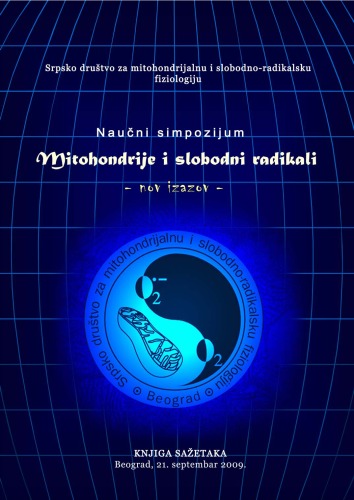 Srpsko društvo za mitohondrijalnu i slobodno-radikalsku
fiziologiju
Naučni simpozijum
Mitohondrije i slobodni radikali
- nov izazov -
Srpsko društvo za mitohondrijalnu i slobodno-radikalsku fiziologiju
O2•−
O2
Beograd
KNJIGA SAŽETAKA
Beograd, 21. septembar 2009.